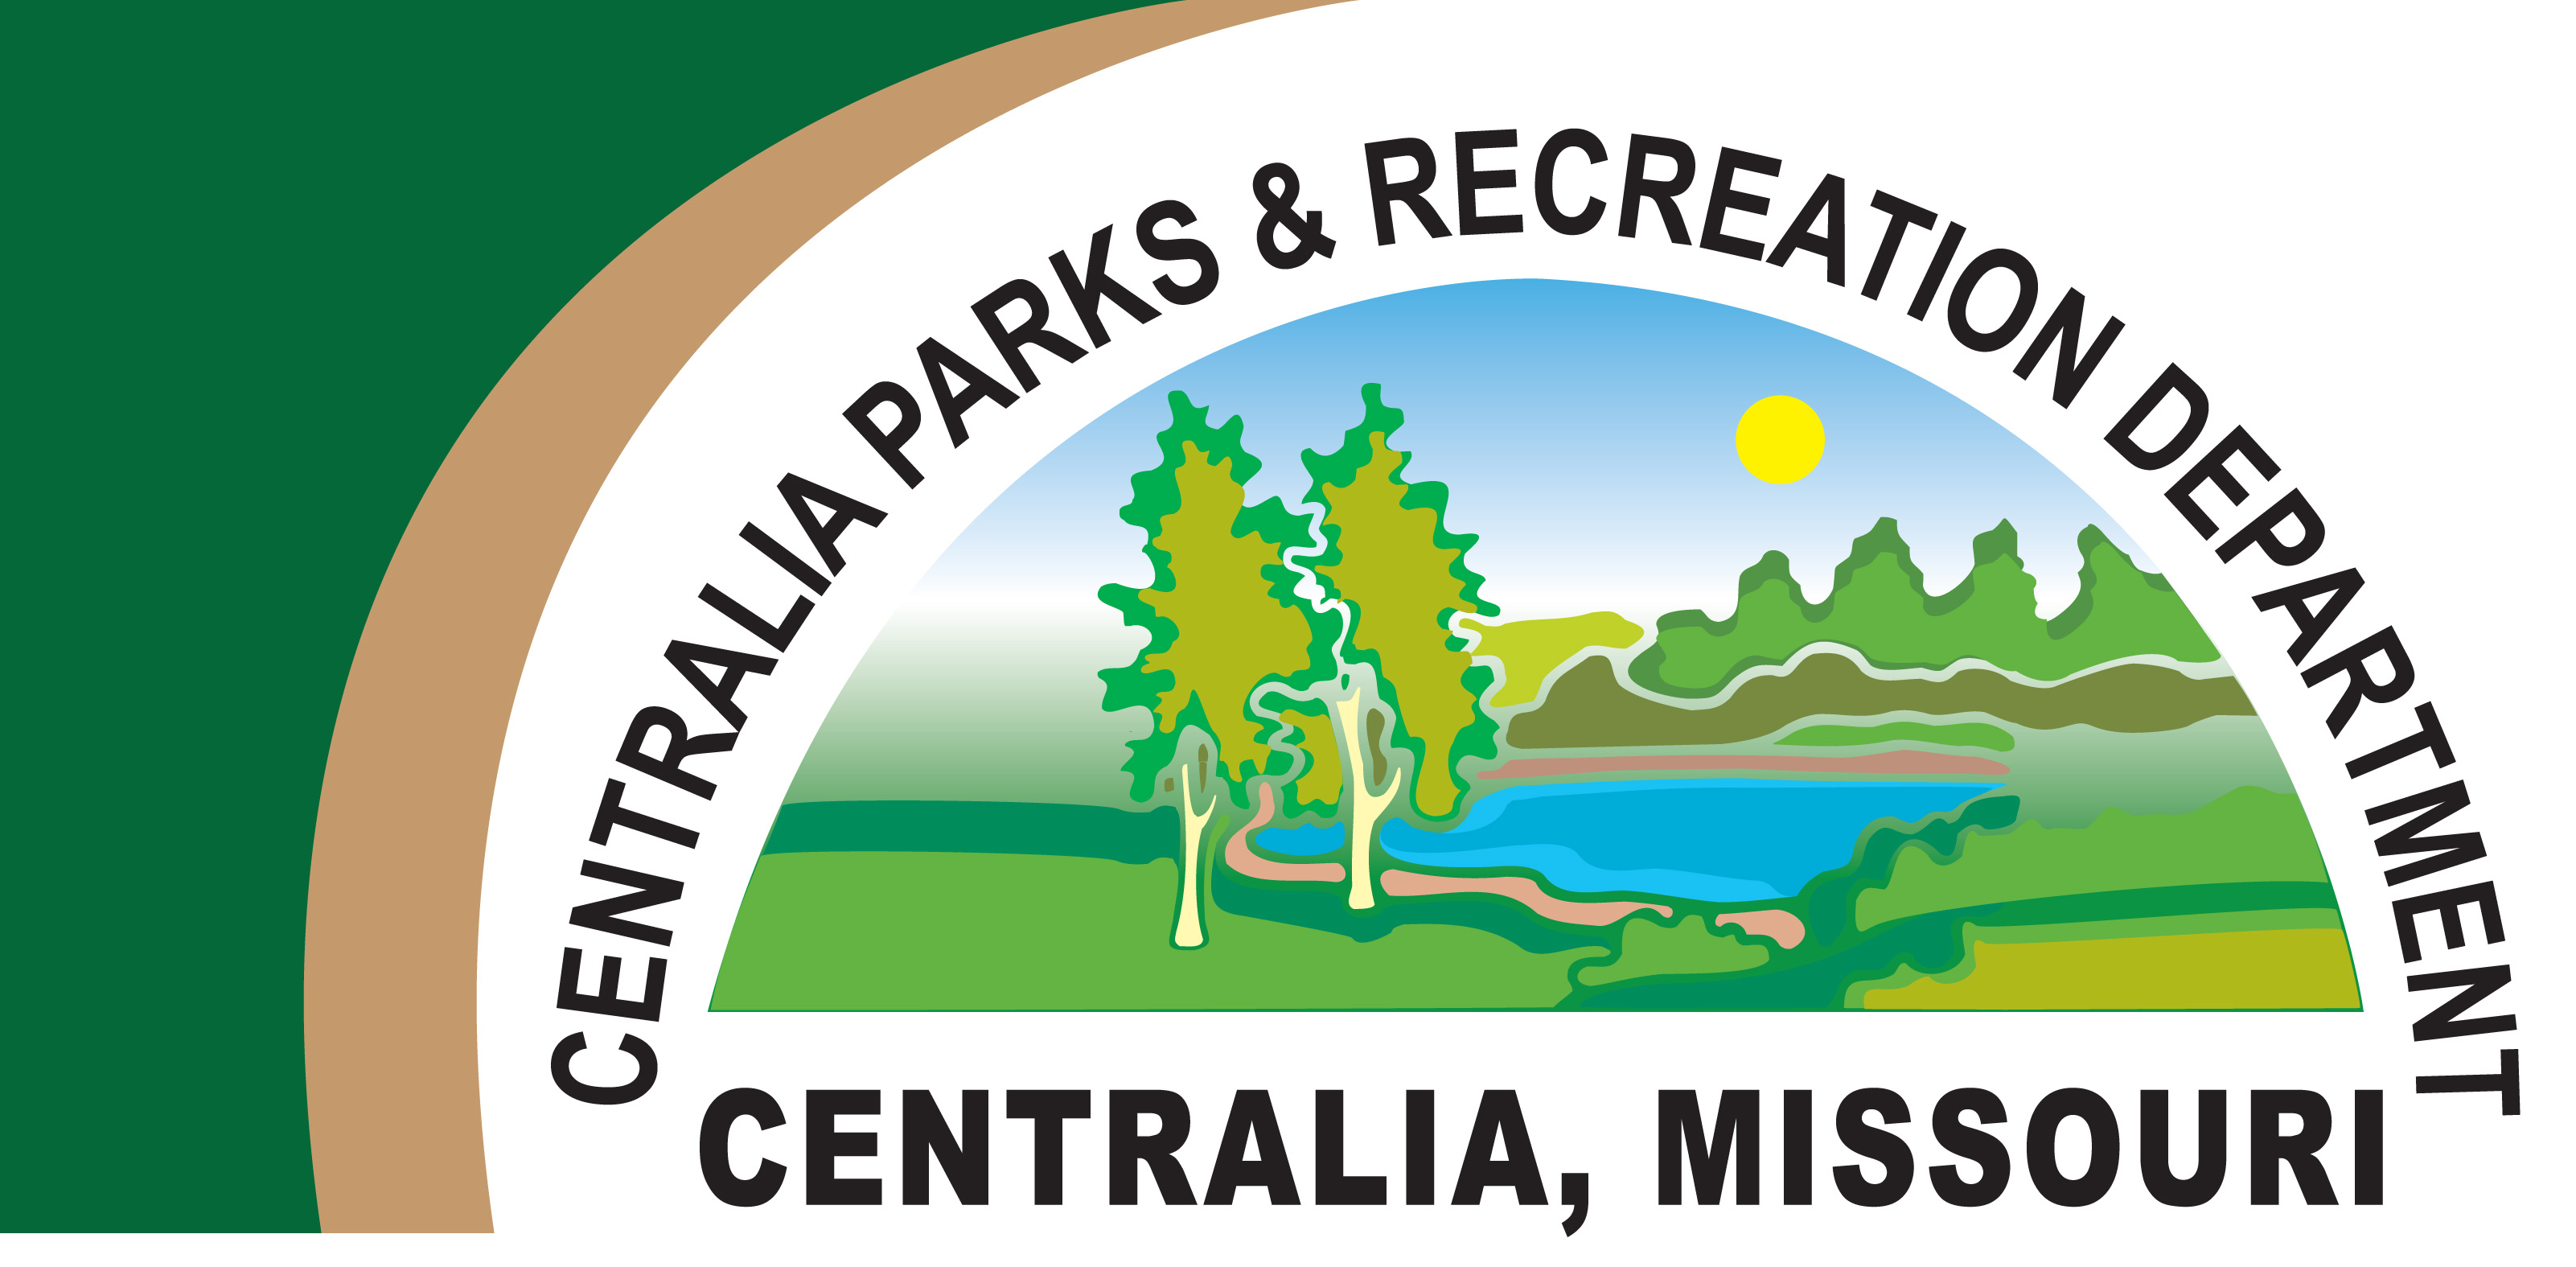 CENTRALIA PARKS & RECREATION DEPARTMENT
CENTRALIA, MISSOURI